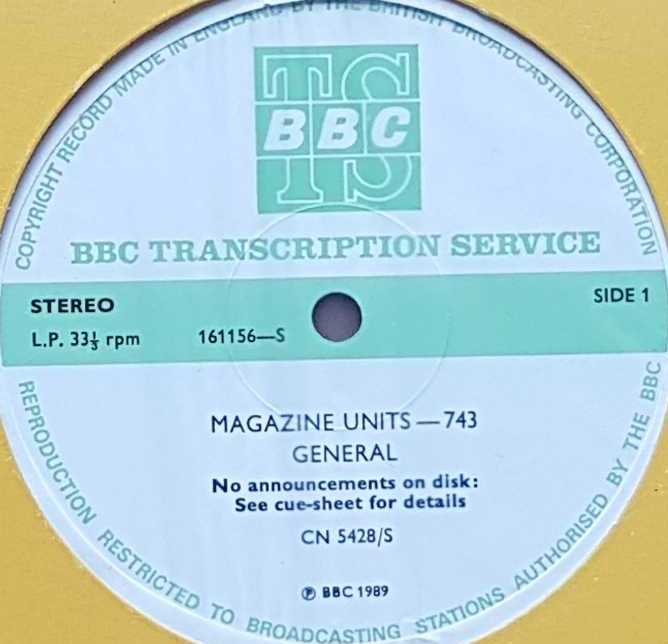 COPYRIGHT RECORD MADE IN ENGLAND BY THE BRITISH BROADCASTING CORPORATION
TS
BBC
TS
BBC TRANSCRIPTION SERVICE
STEREO
SIDE 1
L.P. 33⅓ rpm
161156—S
MAGAZINE UNITS — 743
GENERAL
No announcements on disk:
See cue-sheet for details
CN 5428/S
Ⓟ BBC 1989
REPRODUCTION RESTRICTED TO BROADCASTING STATIONS AUTHORISED BY THE BBC